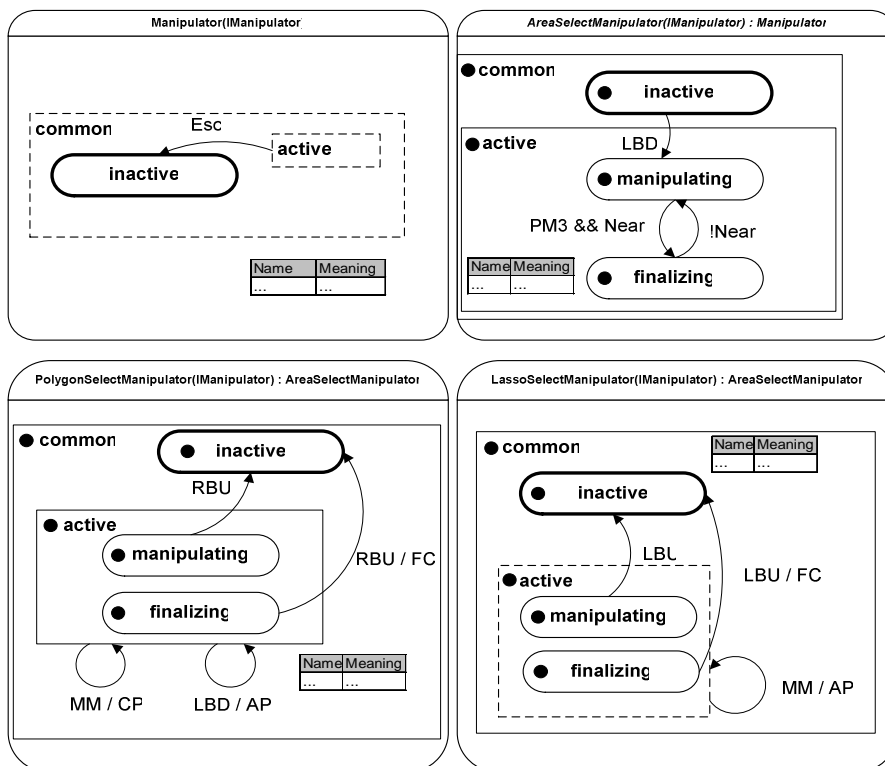 Manipulator(IManipulator)
common
Esc
active
inactive
Name Meaning
... ...
AreaSelectManipulator(IManipulator) : Manipulator
common
inactive
LBD
active
manipulating
PM3 && Near
!Near
Name Meaning
... ...
finalizing
PolygonSelectManipulator(IManipulator) : AreaSelectManipulator
common
inactive
RBU
active
manipulating
RBU / FC
finalizing
Name Meaning
... ...
MM / CP
LBD / AP
LassoSelectManipulator(IManipulator) : AreaSelectManipulator
common
Name Meaning
... ...
inactive
LBU
LBU / FC
active
manipulating
finalizing
MM / AP